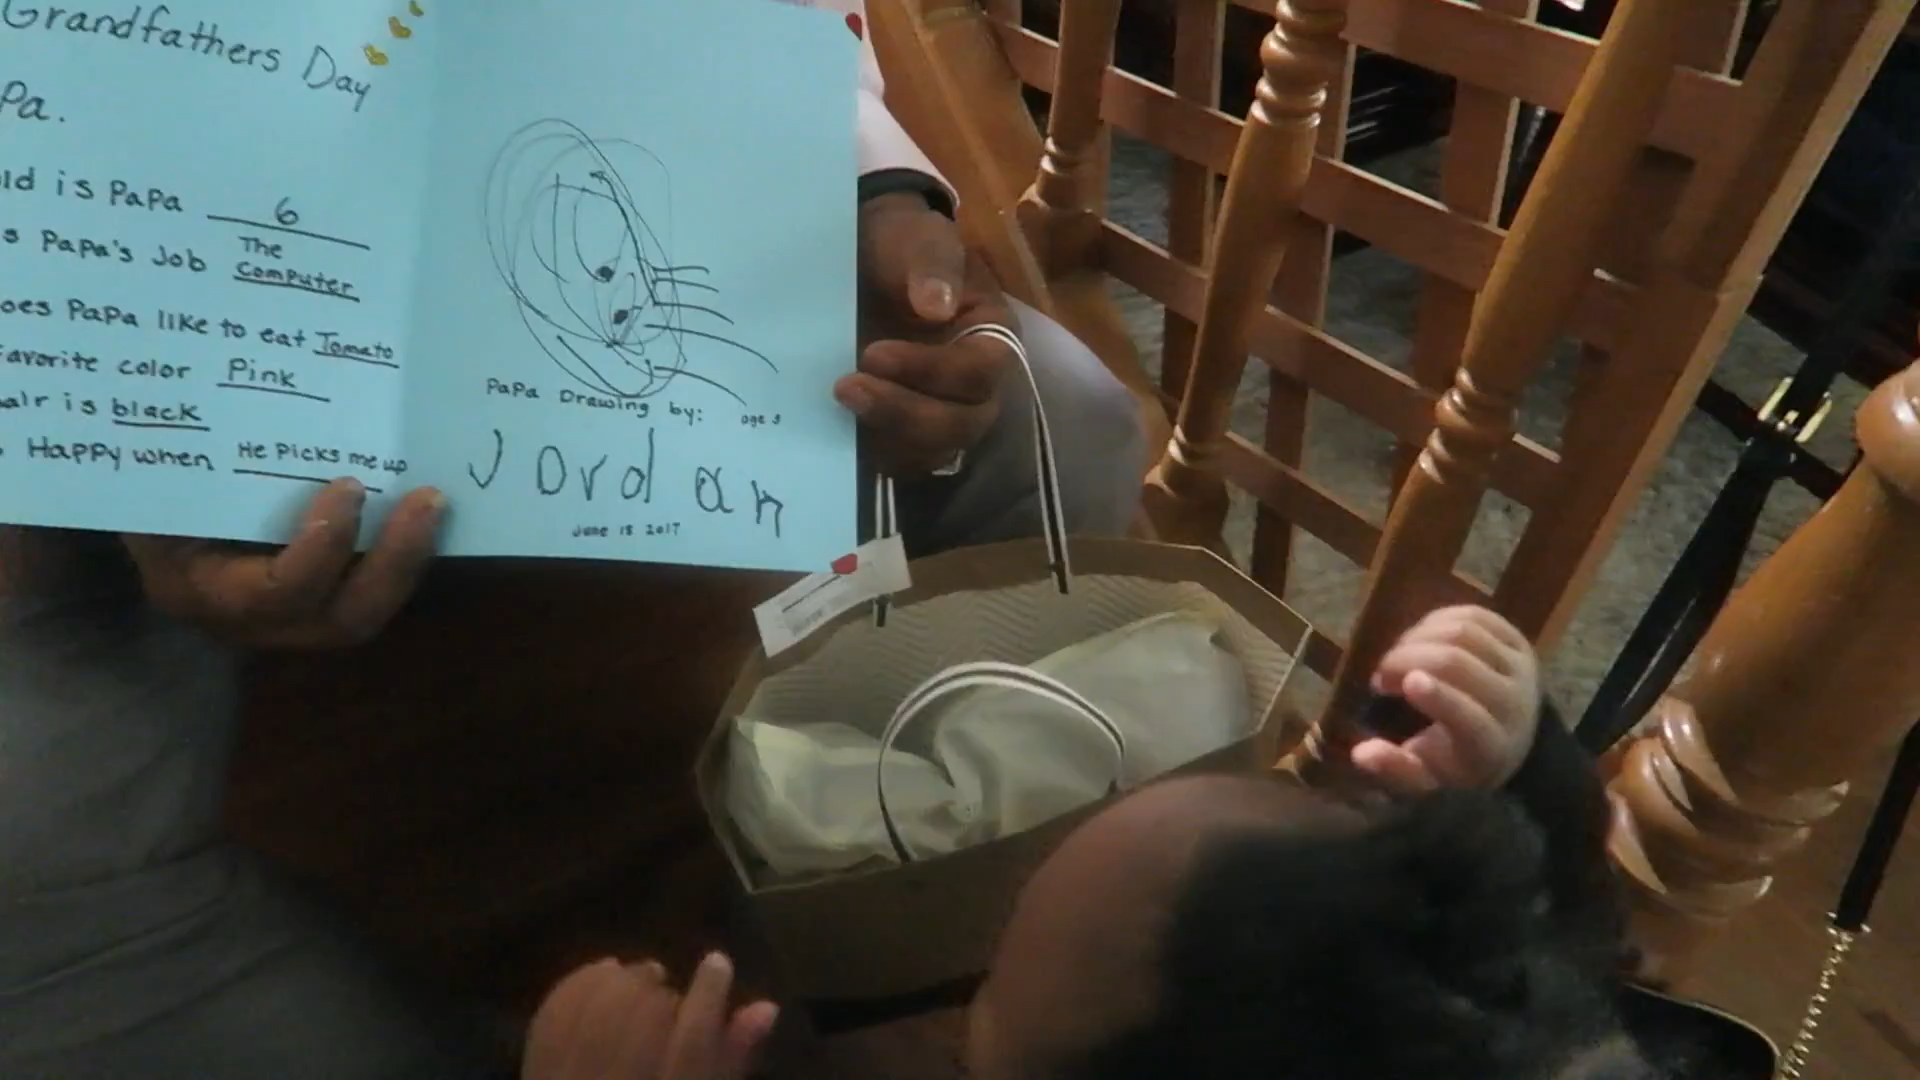 Grandfathers Day
Pa.
ld is PaPa 6
s PaPa's Job The Computer
oes PaPa like to eat Tomato
Favorite color Pink
air is black
Happy when He Picks me up
PaPa Drawing by: age 3
Jordan
June 18 2017